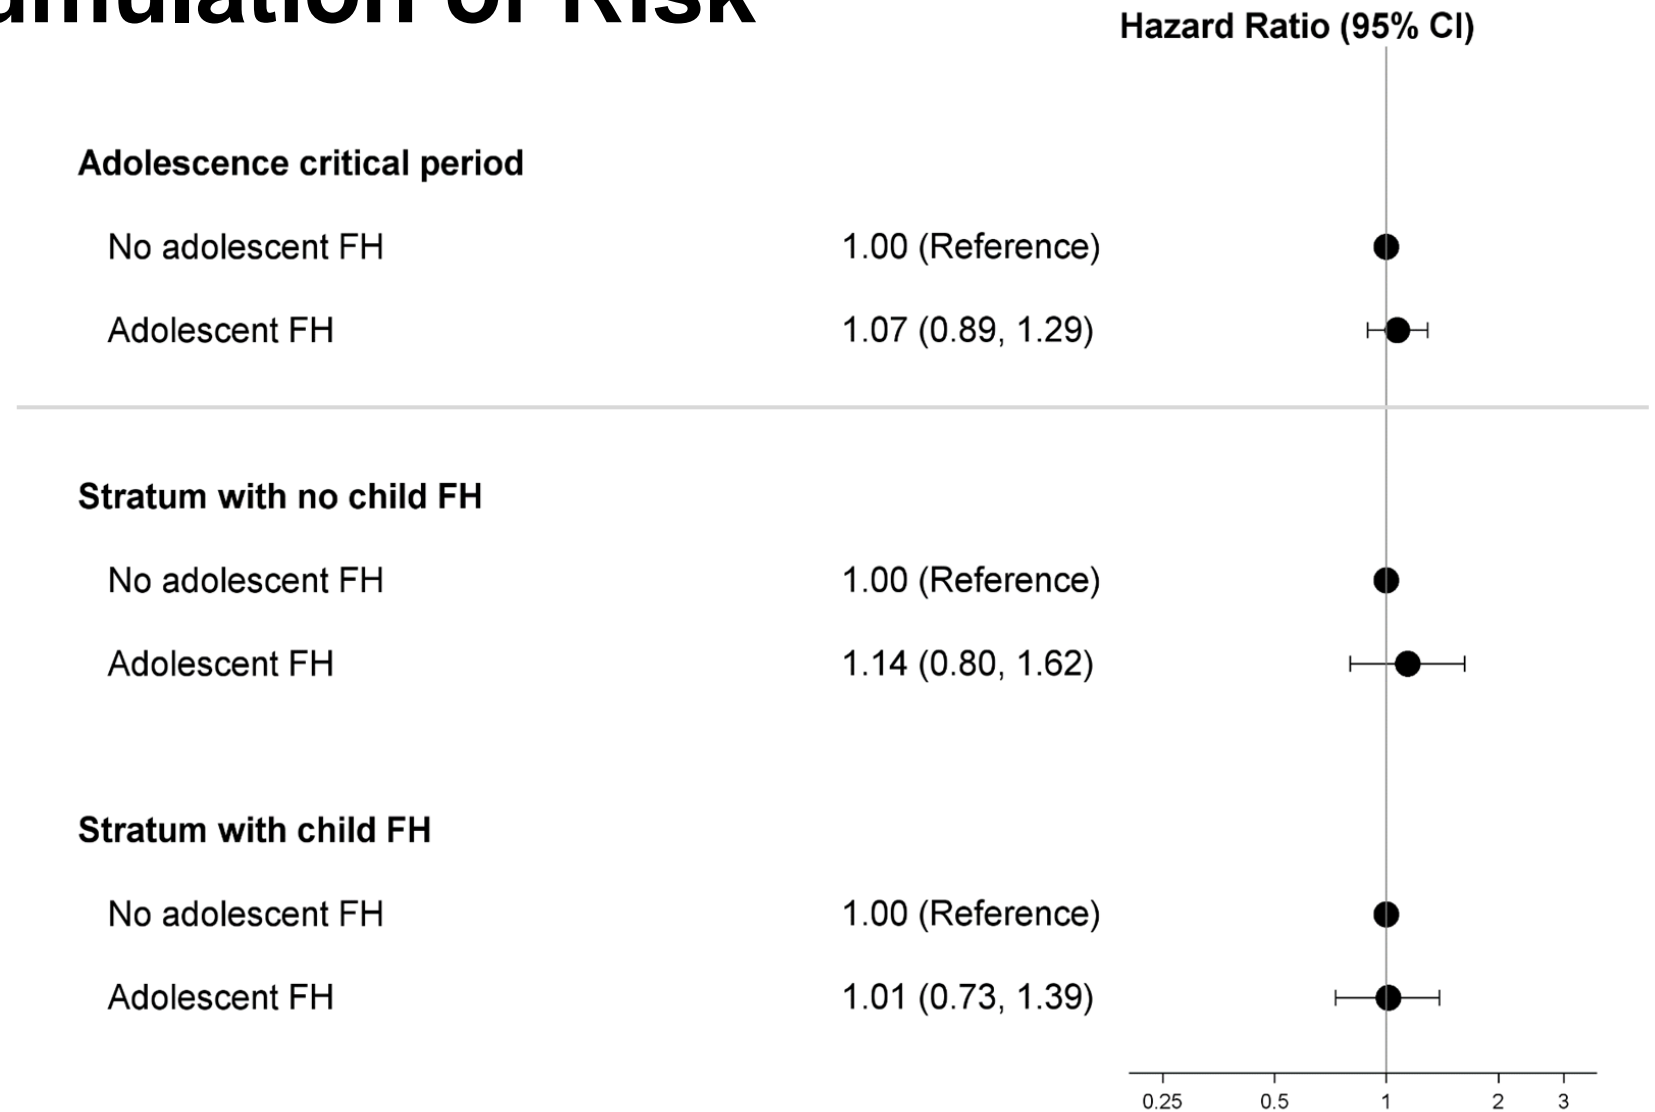 of Risk
Hazard Ratio (95% CI)
Adolescence critical period
No adolescent FH 1.00 (Reference)
Adolescent FH 1.07 (0.89, 1.29)
Stratum with no child FH
No adolescent FH 1.00 (Reference)
Adolescent FH 1.14 (0.80, 1.62)
Stratum with child FH
No adolescent FH 1.00 (Reference)
Adolescent FH 1.01 (0.73, 1.39)
0.25 0.5 1 2 3